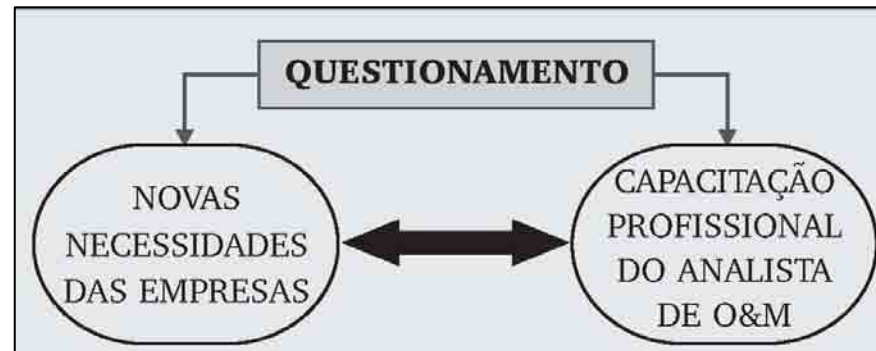 QUESTIONAMENTO
NOVAS
NECESSIDADES
DAS EMPRESAS
CAPACITAÇÃO
PROFISSIONAL
DO ANALISTA
DE O&M